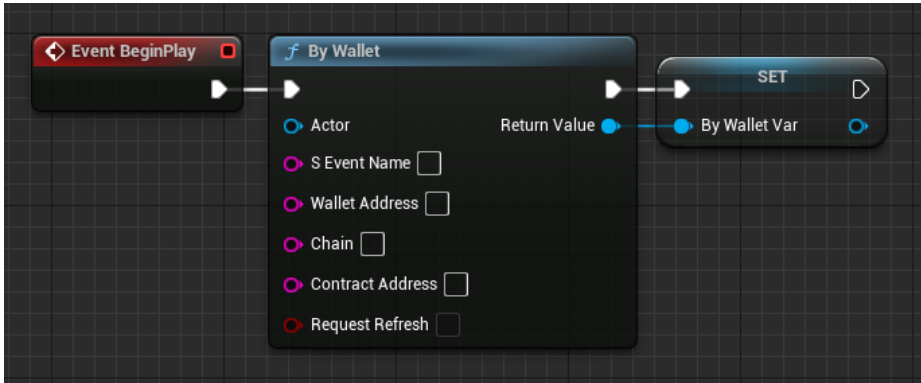 Event BeginPlay
f By Wallet
SET
Actor Return Value By Wallet Var
S Event Name
Wallet Address
Chain
Contract Address
Request Refresh